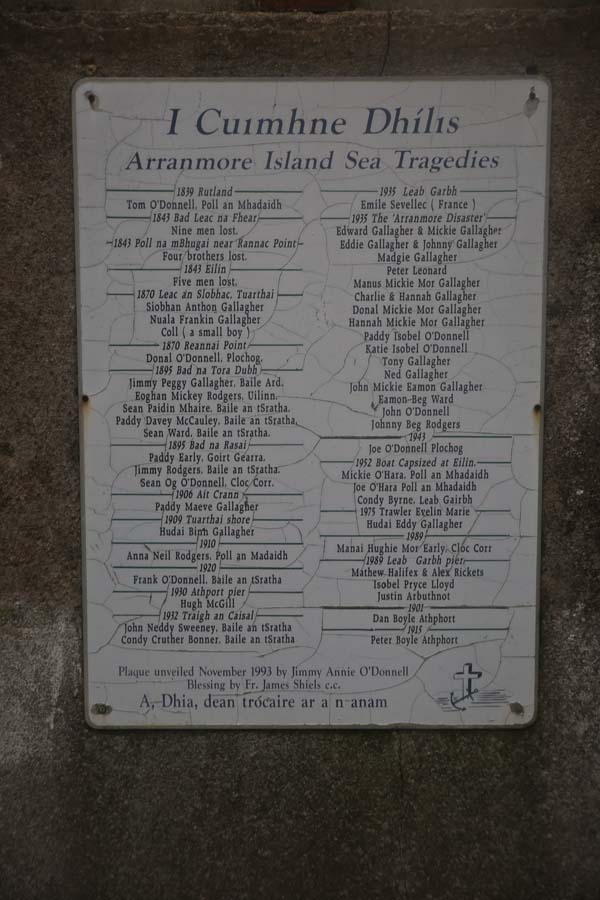 I Cuimhne Dhílis
Arranmore Island Sea Tragedies
1839 Rutland
Tom O'Donnell, Poll an Mhadaidh
1843 Bad Leac na Fhear
Nine men lost.
1843 Poll na mBhugai near Rannac Point
Four brothers lost.
1843 Eilin
Five men lost.
1870 Leac an Slobhac, Tuarthai
Siobhan Anthon Gallagher
Nuala Frankin Gallagher
Coll ( a small boy )
1870 Reannai Point
Donal O'Donnell, Plochog.
1895 Bad na Tora Dubh
Jimmy Peggy Gallagher, Baile Ard.
Eoghan Mickey Rodgers, Uilinn.
Sean Paidin Mhaire, Baile an tSratha.
Paddy Davey McCauley, Baile an tSratha,
Sean Ward, Baile an tSratha.
1895 Bad na Rasai
Paddy Early, Goirt Gearra.
Jimmy Rodgers, Baile an tSratha.
Sean Og O'Donnell, Cloc Corr.
1906 Ait Crann
Paddy Maeve Gallagher
1909 Tuarthai shore
Hudai Binn Gallagher
1910
Anna Neil Rodgers, Poll an Madaidh
1920
Frank O'Donnell, Baile an tSratha
1930 Athport pier
Hugh McGill
1932 Traigh an Caisal
John Neddy Sweeney, Baile an tSratha
Condy Cruther Bonner, Baile an tSratha
1935 Leab Garbh
Emile Sevellec ( France )
1935 The 'Arranmore Disaster'
Edward Gallagher & Mickie Gallagher
Eddie Gallagher & Johnny Gallagher
Madgie Gallagher
Peter Leonard
Manus Mickie Mor Gallagher
Charlie & Hannah Gallagher
Donal Mickie Mor Gallagher
Hannah Mickie Mor Gallagher
Paddy Isobel O'Donnell
Katie Isobel O'Donnell
Tony Gallagher
Ned Gallagher
John Mickie Eamon Gallagher
Eamon Beg Ward
John O'Donnell
Johnny Beg Rodgers
1943
Joe O'Donnell Plochog
1952 Boat Capsized at Eilin.
Mickie O'Hara, Poll an Mhadaidh
Joe O'Hara Poll an Mhadaidh
Condy Byrne, Leab Gairbh
1975 Trawler Evelin Marie
Hudai Eddy Gallagher
1989
Manai Hughie Mor Early, Cloc Corr
1989 Leab Garbh pier
Mathew Halifex & Alex Rickets
Isobel Pryce Lloyd
Justin Arbuthnot
1901
Dan Boyle Athphort
1915
Peter Boyle Athphort
Plaque unveiled November 1993 by Jimmy Annie O'Donnell
Blessing by Fr. James Shiels c.c.
A, Dhia, dean trócaire ar a n-anam